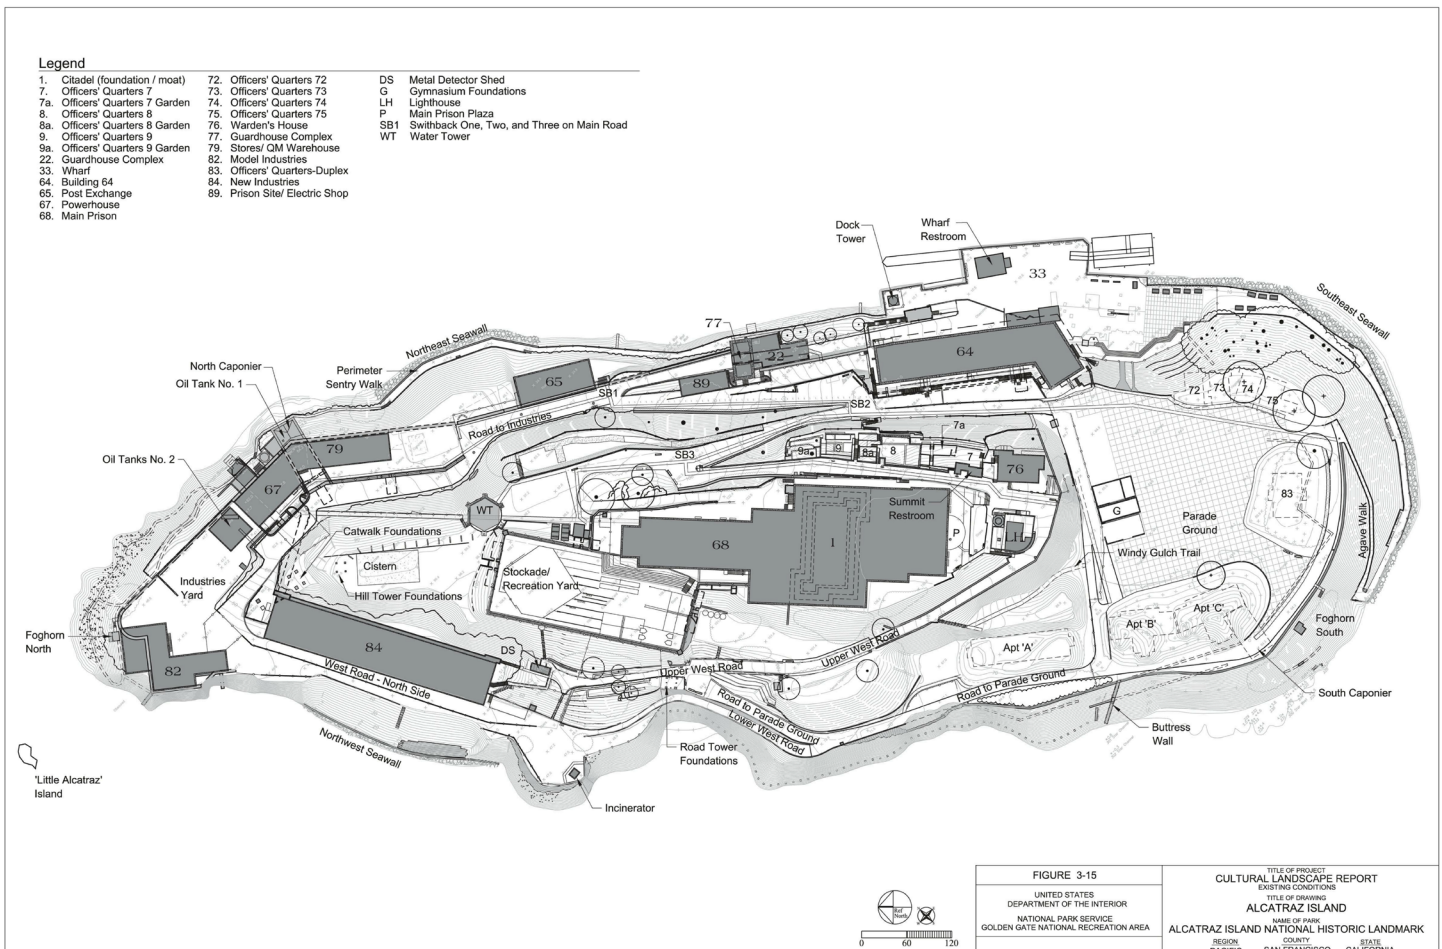 Legend
1. Citadel (foundation / moat)
7. Officers' Quarters 7
7a. Officers' Quarters 7 Garden
8. Officers' Quarters 8
8a. Officers' Quarters 8 Garden
9. Officers' Quarters 9
9a. Officers' Quarters 9 Garden
22. Guardhouse Complex
33. Wharf
64. Building 64
65. Post Exchange
67. Powerhouse
68. Main Prison
72. Officers' Quarters 72
73. Officers' Quarters 73
74. Officers' Quarters 74
75. Officers' Quarters 75
76. Warden's House
77. Guardhouse Complex
79. Stores/ QM Warehouse
82. Model Industries
83. Officers' Quarters-Duplex
84. New Industries
89. Prison Site/ Electric Shop
DS Metal Detector Shed
G Gymnasium Foundations
LH Lighthouse
P Main Prison Plaza
SB1 Swithback One, Two, and Three on Main Road
WT Water Tower
Dock
Tower
Wharf
Restroom
33
Southeast Seawall
77
22
64
Northeast Seawall
North Caponier
Oil Tank No. 1
Perimeter
Sentry Walk
65
89
SB1
SB2
72
73
74
75
Road to Industries
7a
79
Oil Tanks No. 2
SB3
9a
9
8a
8
7
76
67
WT
Summit
Restroom
83
G
Parade
Ground
Agave Walk
Catwalk Foundations
68
1
P
LH
Windy Gulch Trail
Cistern
Stockade/
Recreation Yard
Industries
Yard
Hill Tower Foundations
Apt 'C'
Apt 'B'
Foghorn
South
Foghorn
North
84
DS
Upper West Road
Apt 'A'
82
West Road - North Side
Upper West Road
Road to Parade Ground
South Caponier
Road to Parade Ground
Lower West Road
Buttress
Wall
Northwest Seawall
Road Tower
Foundations
'Little Alcatraz'
Island
Incinerator
Ref
North
0 60 120
FIGURE 3-15
UNITED STATES
DEPARTMENT OF THE INTERIOR
NATIONAL PARK SERVICE
GOLDEN GATE NATIONAL RECREATION AREA
TITLE OF PROJECT
CULTURAL LANDSCAPE REPORT
EXISTING CONDITIONS
TITLE OF DRAWING
ALCATRAZ ISLAND
NAME OF PARK
ALCATRAZ ISLAND NATIONAL HISTORIC LANDMARK
REGION
COUNTY
STATE